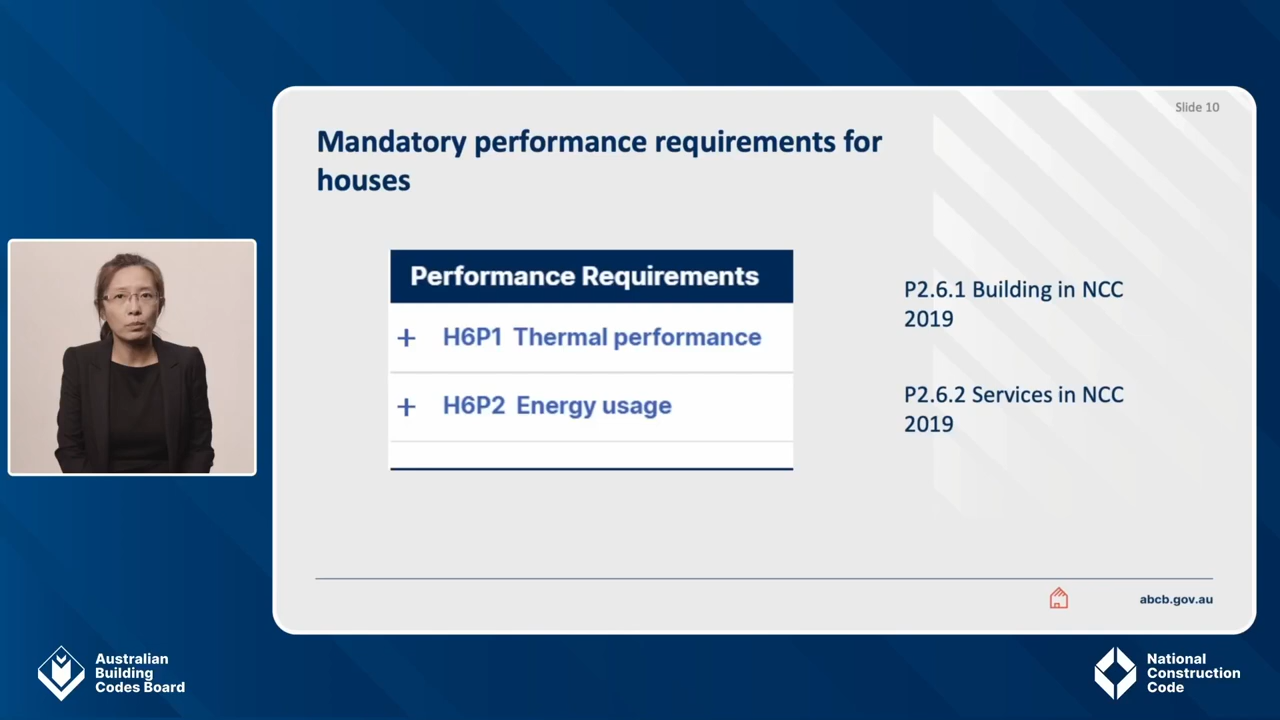 Slide 10
Mandatory performance requirements for
houses
Performance Requirements
+ H6P1 Thermal performance
+ H6P2 Energy usage
P2.6.1 Building in NCC
2019
P2.6.2 Services in NCC
2019
abcb.gov.au
Australian
Building
Codes Board
National
Construction
Code